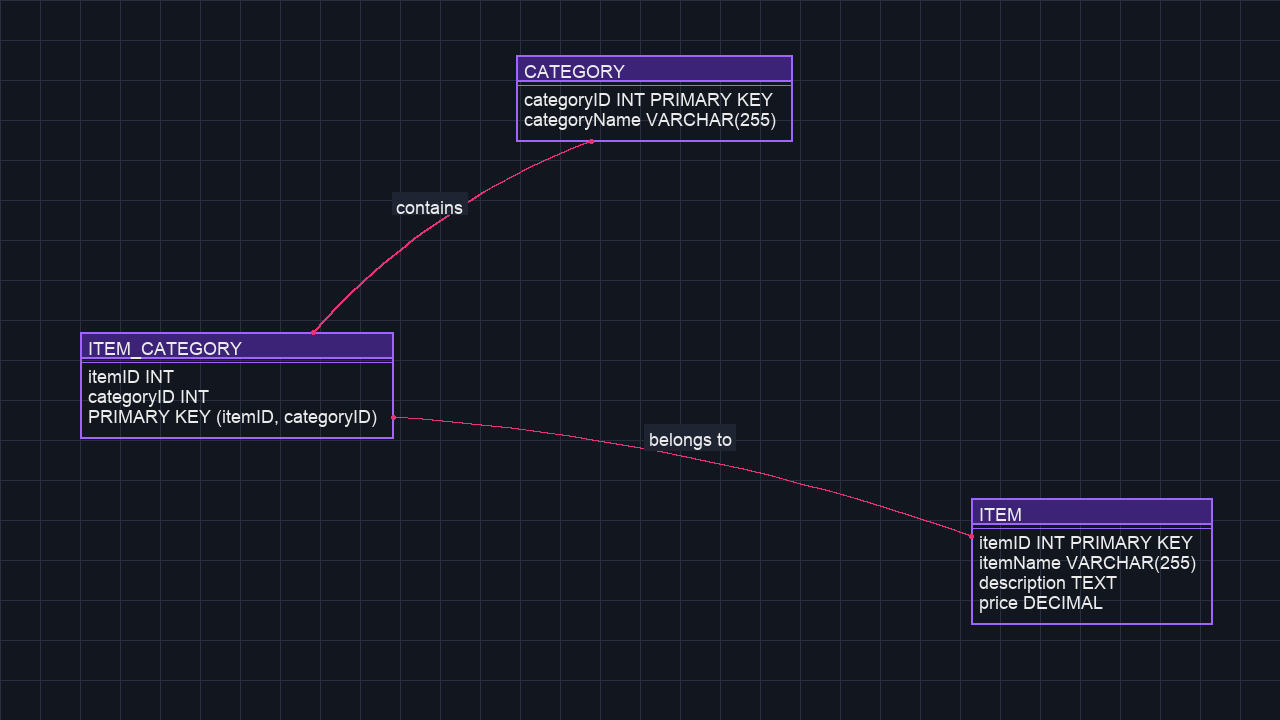 CATEGORY
categoryID INT PRIMARY KEY
categoryName VARCHAR(255)
contains
ITEM_CATEGORY
itemID INT
categoryID INT
PRIMARY KEY (itemID, categoryID)
belongs to
ITEM
itemID INT PRIMARY KEY
itemName VARCHAR(255)
description TEXT
price DECIMAL